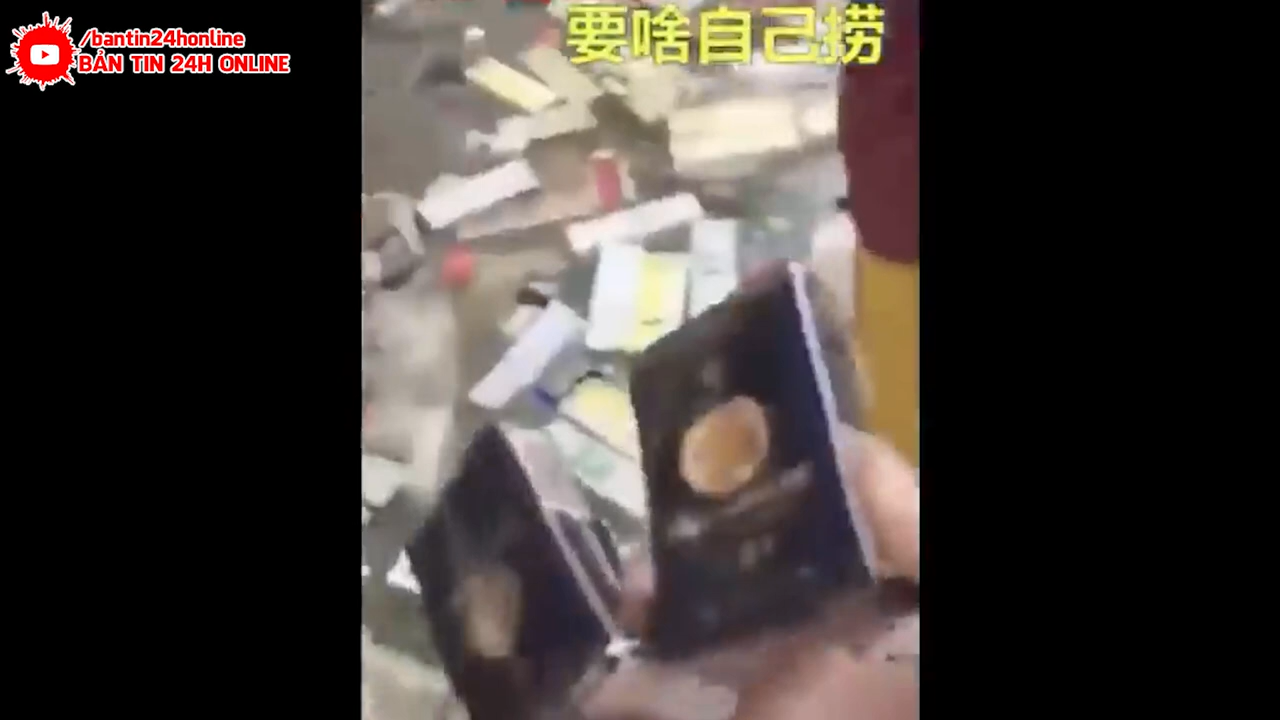 /bantin24honline
BẢN TIN 24H ONLINE
要啥自己捞